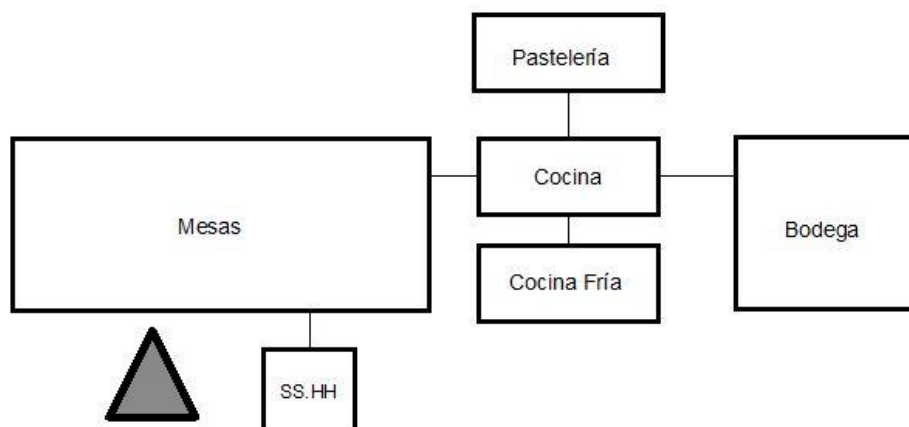 Pastelería
Mesas
Cocina
Bodega
Cocina Fría
SS.HH